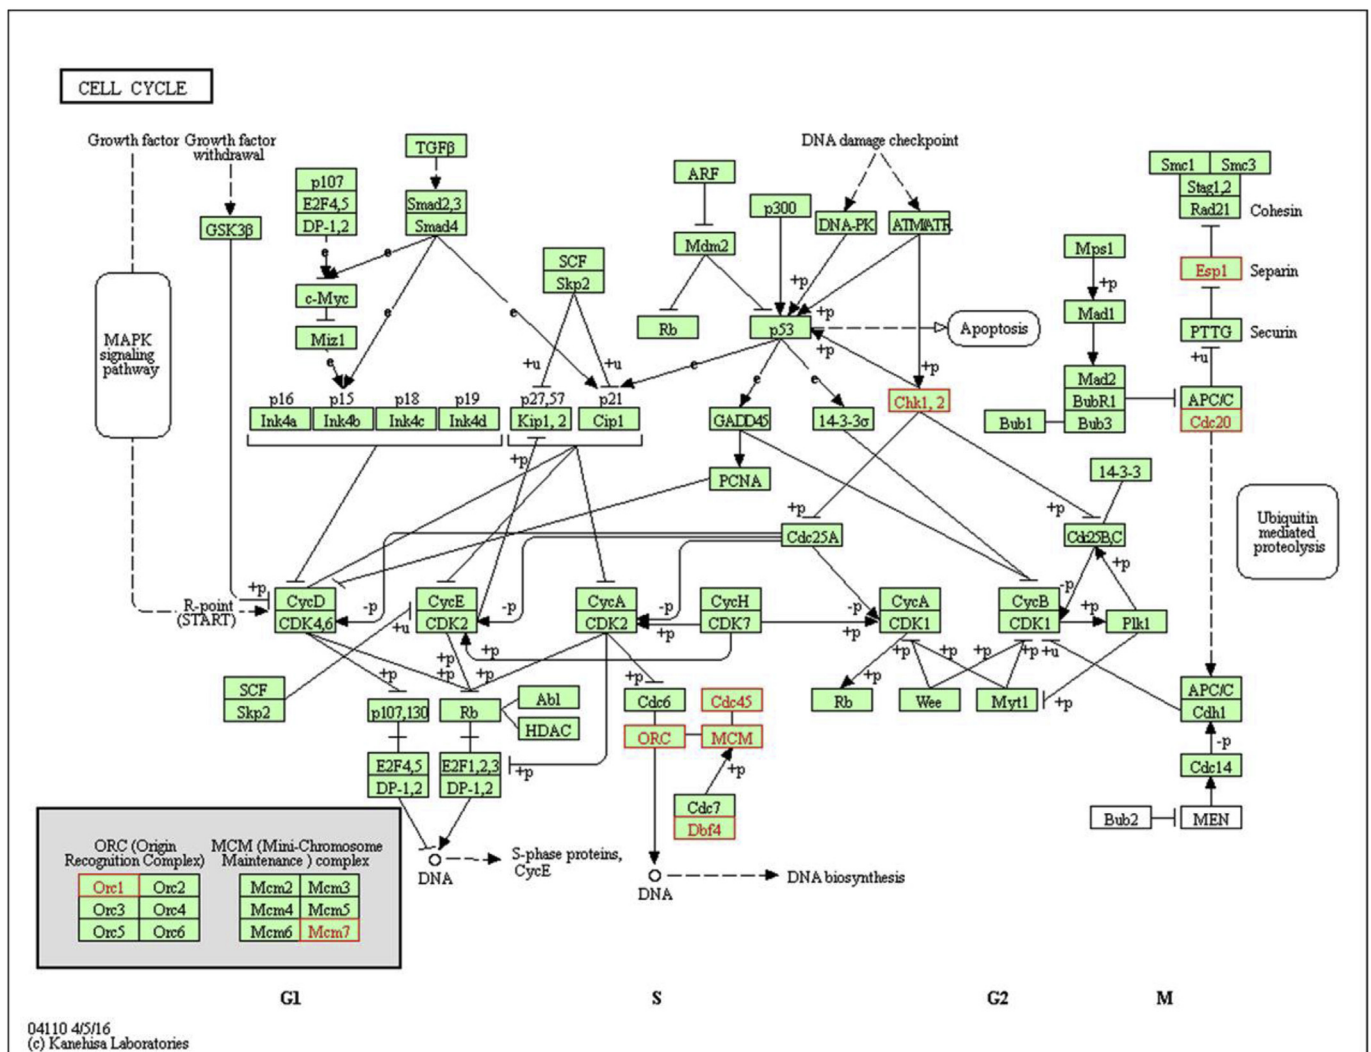 CELL CYCLE
Growth factor
Growth factor
withdrawal
TGFβ
DNA damage checkpoint
Smc1 Smc3
Stag1,2
Rad21
Cohesin
p107
E2F4,5
DP-1,2
Smad2,3
Smad4
ARF
p300
DNA-PK
ATM/ATR
GSK3β
Mdm2
Mps1
e
e
SCF
Skp2
+p
+p
Esp1
Separin
c-Myc
e
e
Rb
p53
+p
+p
Apoptosis
Mad1
PTTG
Securin
MAPK
signaling
pathway
Miz1
e
+u
+u
e
e
e
+p
+u
Mad2
BubR1
Bub3
Bub1
APC/C
Cdc20
p16
Ink4a
p15
Ink4b
p18
Ink4c
p19
Ink4d
p27,57
Kip1, 2
p21
Cip1
GADD45
14-3-3σ
Chk1, 2
+p
PCNA
14-3-3
Ubiquitin
mediated
proteolysis
+p
Cdc25A
+p
Cdc25B,C
R-point
(START)
+p
CycD
CDK4,6
-p
+u
CycE
CDK2
-p
CycA
CDK2
-p
+p
CycH
CDK7
-p
+p
CycA
CDK1
CycB
CDK1
-p
+p
Plk1
+p
+p
+p
+p
+p
+p
+p
+p
+p
+p
+u
SCF
Skp2
p107,130
Rb
Abl
HDAC
Cdc6
Cdc45
Rb
Wee
Myt1
+p
APC/C
Cdh1
ORC
MCM
-p
E2F4,5
DP-1,2
E2F1,2,3
DP-1,2
+p
+p
Cdc14
Cdc7
Dbf4
Bub2
MEN
DNA
S-phase proteins,
CycE
DNA
DNA biosynthesis
ORC (Origin
Recognition Complex)
Orc1 Orc2
Orc3 Orc4
Orc5 Orc6
MCM (Mini-Chromosome
Maintenance ) complex
Mcm2 Mcm3
Mcm4 Mcm5
Mcm6 Mcm7
G1 S G2 M
04110 4/5/16
(c) Kanehisa Laboratories